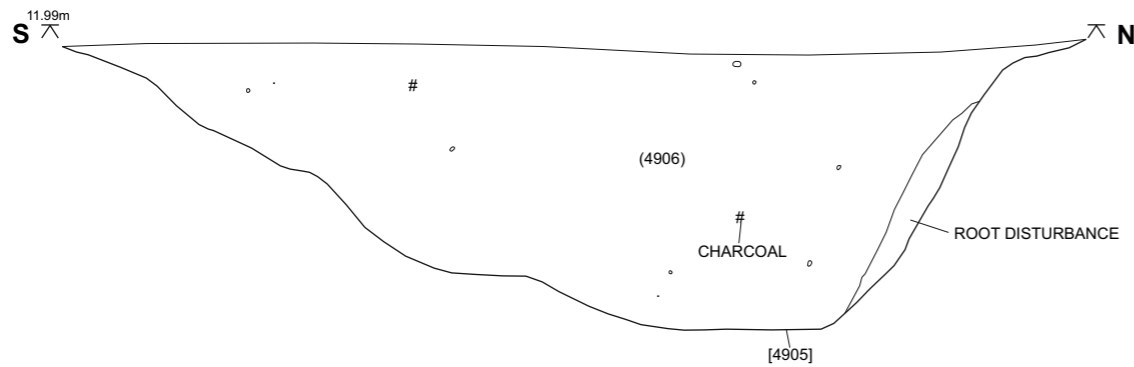 11.99m
S
N
#
(4906)
#
CHARCOAL
ROOT DISTURBANCE
[4905]